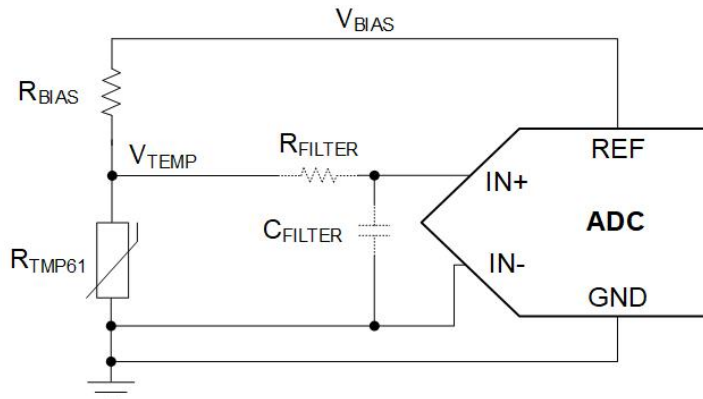 VBIAS
RBIAS
VTEMP
RFILTER
REF
IN+
ADC
CFILTER
RTMP61
IN-
GND